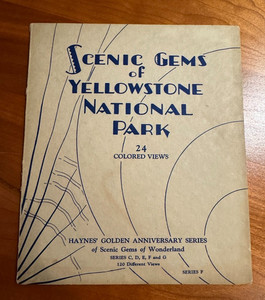 SCENIC GEMS
of
YELLOWSTONE
NATIONAL
PARK
24
COLORED VIEWS
HAYNES' GOLDEN ANNIVERSARY SERIES
of Scenic Gems of Wonderland
SERIES C, D, E, F and G
120 Different Views
SERIES F